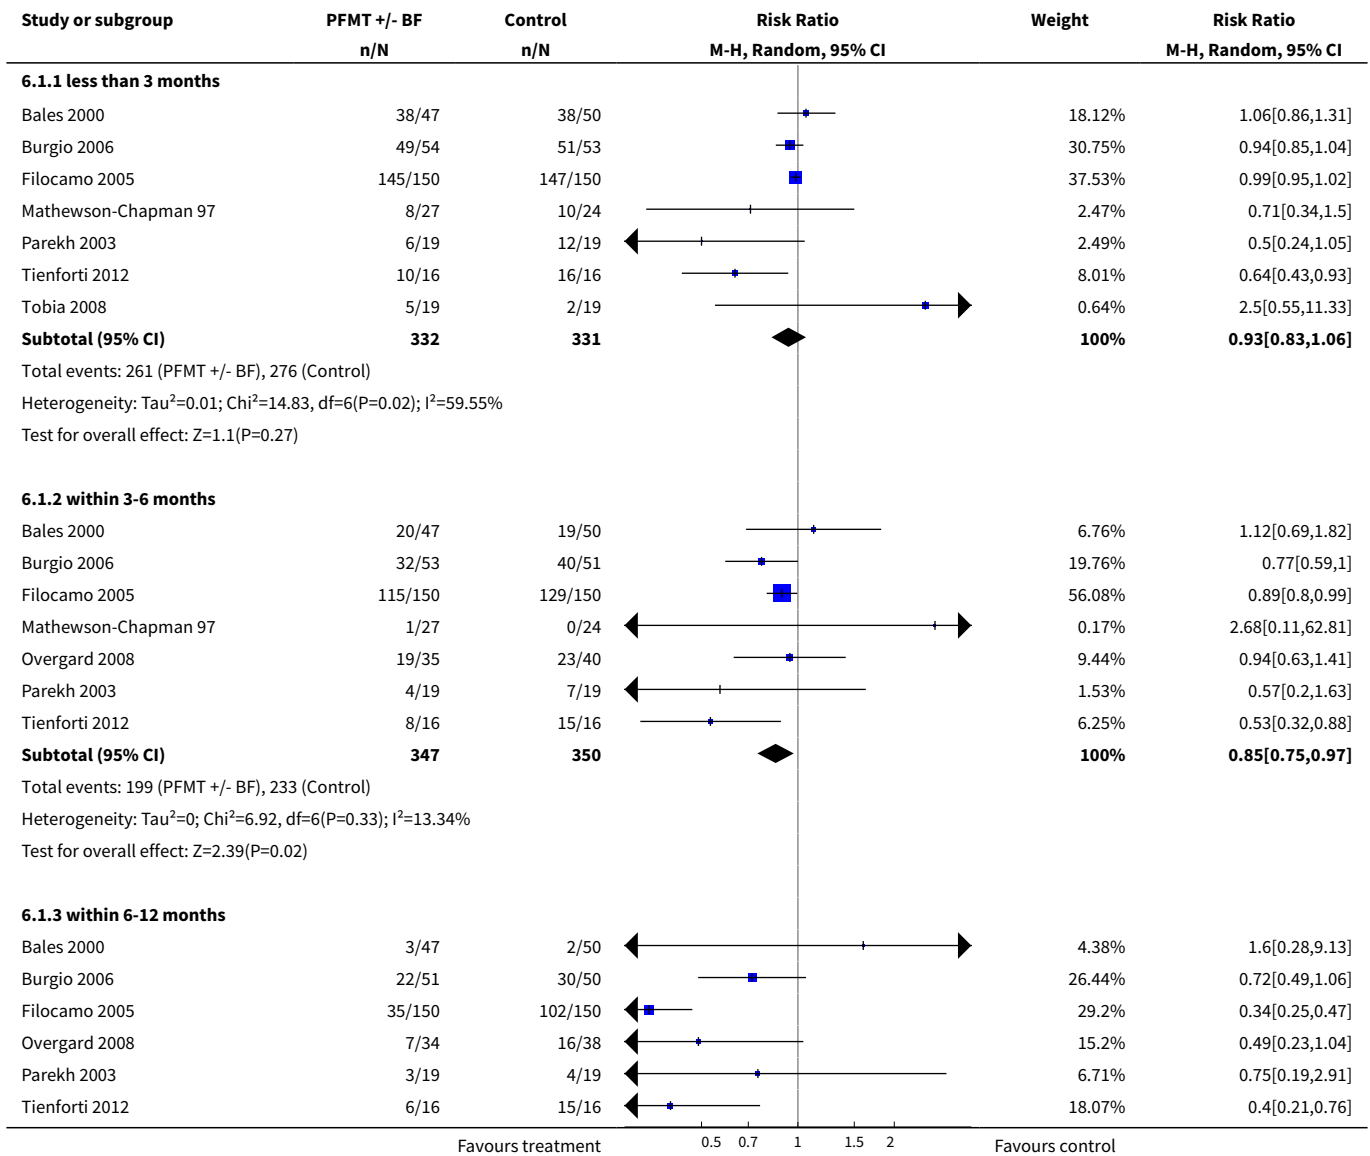 Study or subgroup PFMT +/- BF Control Risk Ratio Weight Risk Ratio
n/N n/N M-H, Random, 95% CI M-H, Random, 95% CI
6.1.1 less than 3 months
Bales 2000 38/47 38/50 18.12% 1.06[0.86,1.31]
Burgio 2006 49/54 51/53 30.75% 0.94[0.85,1.04]
Filocamo 2005 145/150 147/150 37.53% 0.99[0.95,1.02]
Mathewson-Chapman 97 8/27 10/24 2.47% 0.71[0.34,1.5]
Parekh 2003 6/19 12/19 2.49% 0.5[0.24,1.05]
Tienforti 2012 10/16 16/16 8.01% 0.64[0.43,0.93]
Tobia 2008 5/19 2/19 0.64% 2.5[0.55,11.33]
Subtotal (95% CI) 332 331 100% 0.93[0.83,1.06]
Total events: 261 (PFMT +/- BF), 276 (Control)
Heterogeneity: Tau²=0.01; Chi²=14.83, df=6(P=0.02); I²=59.55%
Test for overall effect: Z=1.1(P=0.27)
6.1.2 within 3-6 months
Bales 2000 20/47 19/50 6.76% 1.12[0.69,1.82]
Burgio 2006 32/53 40/51 19.76% 0.77[0.59,1]
Filocamo 2005 115/150 129/150 56.08% 0.89[0.8,0.99]
Mathewson-Chapman 97 1/27 0/24 0.17% 2.68[0.11,62.81]
Overgard 2008 19/35 23/40 9.44% 0.94[0.63,1.41]
Parekh 2003 4/19 7/19 1.53% 0.57[0.2,1.63]
Tienforti 2012 8/16 15/16 6.25% 0.53[0.32,0.88]
Subtotal (95% CI) 347 350 100% 0.85[0.75,0.97]
Total events: 199 (PFMT +/- BF), 233 (Control)
Heterogeneity: Tau²=0; Chi²=6.92, df=6(P=0.33); I²=13.34%
Test for overall effect: Z=2.39(P=0.02)
6.1.3 within 6-12 months
Bales 2000 3/47 2/50 4.38% 1.6[0.28,9.13]
Burgio 2006 22/51 30/50 26.44% 0.72[0.49,1.06]
Filocamo 2005 35/150 102/150 29.2% 0.34[0.25,0.47]
Overgard 2008 7/34 16/38 15.2% 0.49[0.23,1.04]
Parekh 2003 3/19 4/19 6.71% 0.75[0.19,2.91]
Tienforti 2012 6/16 15/16 18.07% 0.4[0.21,0.76]
Favours treatment 0.5 0.7 1 1.5 2 Favours control